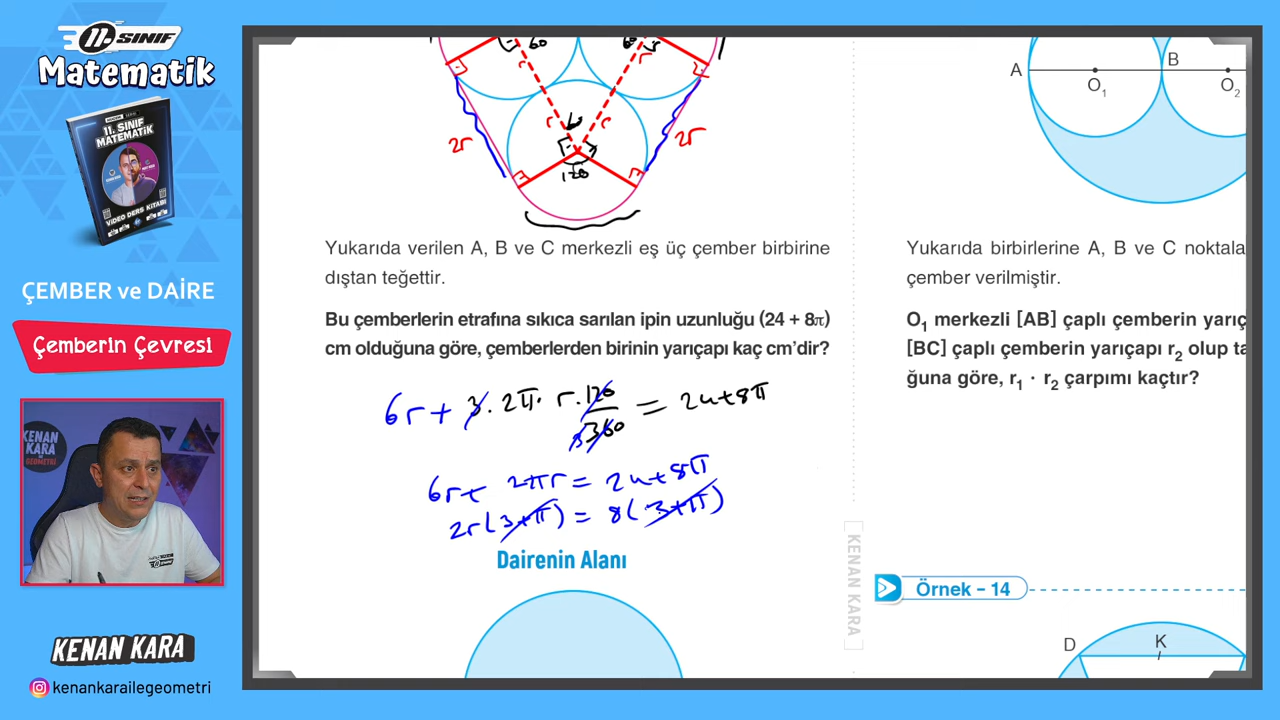 11. SINIF
Matematik
11. SINIF
MATEMATİK
VİDEO DERS KİTABI
ÇEMBER ve DAİRE
Çemberin Çevresi
KENAN
KARA
GEOMETRİ
KENAN KARA
kenankarailegeometri
60
60
r
r
2r
2r
r
r
120
Yukarıda verilen A, B ve C merkezli eş üç çember birbirine
dıştan teğettir.
Bu çemberlerin etrafına sıkıca sarılan ipin uzunluğu (24 + 8π)
cm olduğuna göre, çemberlerden birinin yarıçapı kaç cm'dir?
6r + 3 . 2π . r . 120/360 = 24+8π
6r + 2πr = 24+8π
2r(3+π) = 8(3+π)
Dairenin Alanı
KENAN KARA
A
B
O1
O2
Yukarıda birbirlerine A, B ve C nokta
çember verilmiştir.
O1 merkezli [AB] çaplı çemberin yarıç
[BC] çaplı çemberin yarıçapı r2 olup ta
ğuna göre, r1 · r2 çarpımı kaçtır?
Örnek – 14
D
K